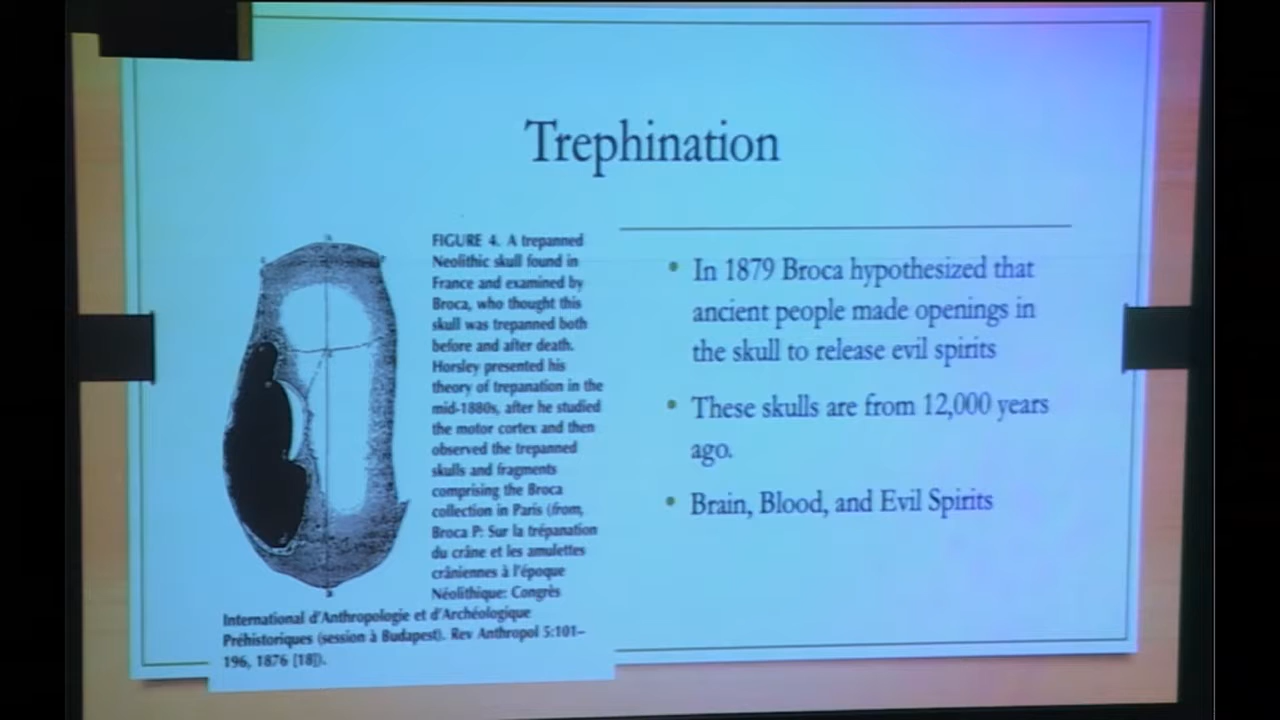 Trephination
FIGURE 4. A trepanned
Neolithic skull found in
France and examined by
Broca, who thought this
skull was trepanned both
before and after death.
Horsley presented his
theory of trepanation in the
mid-1880s, after he studied
the motor cortex and then
observed the trepanned
skulls and fragments
comprising the Broca
collection in Paris (from,
Broca P: Sur la trépanation
du crâne et les amulettes
crâniennes à l'époque
Néolithique: Congrès
International d'Anthropologie et d'Archéologique
Préhistoriques (session à Budapest). Rev Anthropol 5:101–
196, 1876 [18]).
• In 1879 Broca hypothesized that
ancient people made openings in
the skull to release evil spirits
• These skulls are from 12,000 years
ago.
• Brain, Blood, and Evil Spirits